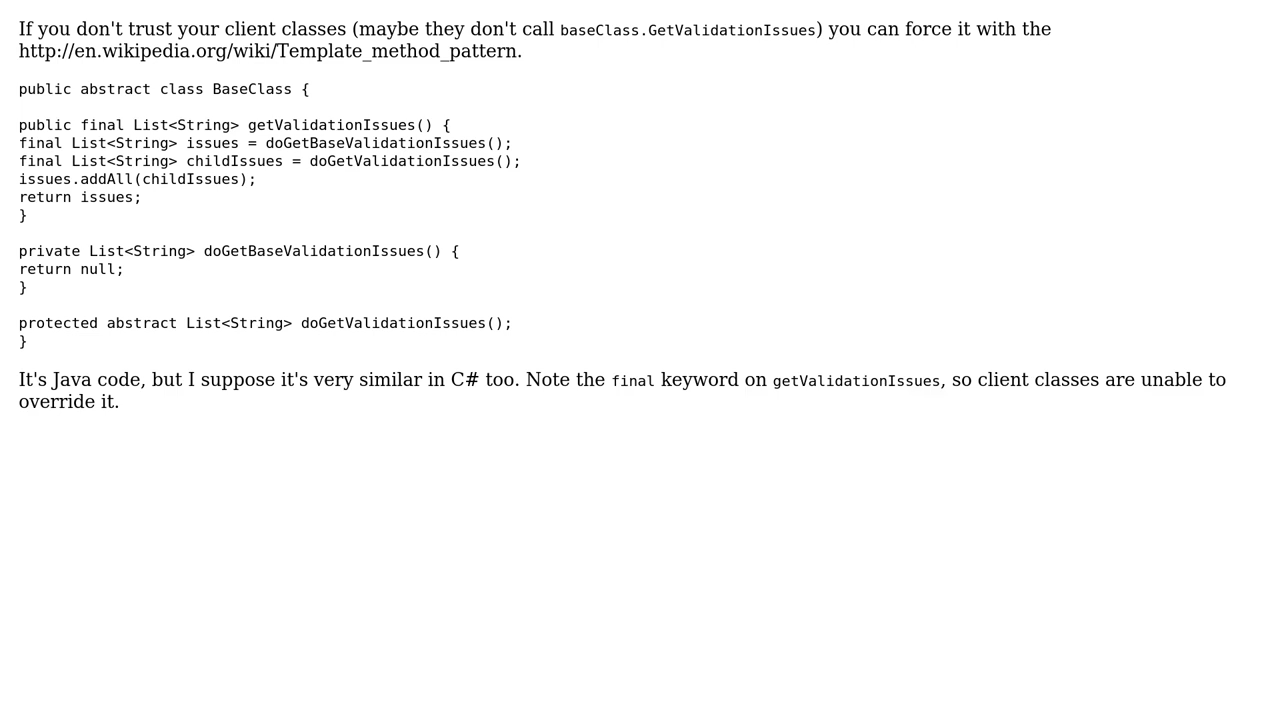 If you don't trust your client classes (maybe they don't call baseClass.GetValidationIssues) you can force it with the
http://en.wikipedia.org/wiki/Template_method_pattern.
public abstract class BaseClass {
public final List<String> getValidationIssues() {
final List<String> issues = doGetBaseValidationIssues();
final List<String> childIssues = doGetValidationIssues();
issues.addAll(childIssues);
return issues;
}
private List<String> doGetBaseValidationIssues() {
return null;
}
protected abstract List<String> doGetValidationIssues();
}
It's Java code, but I suppose it's very similar in C# too. Note the final keyword on getValidationIssues, so client classes are unable to
override it.